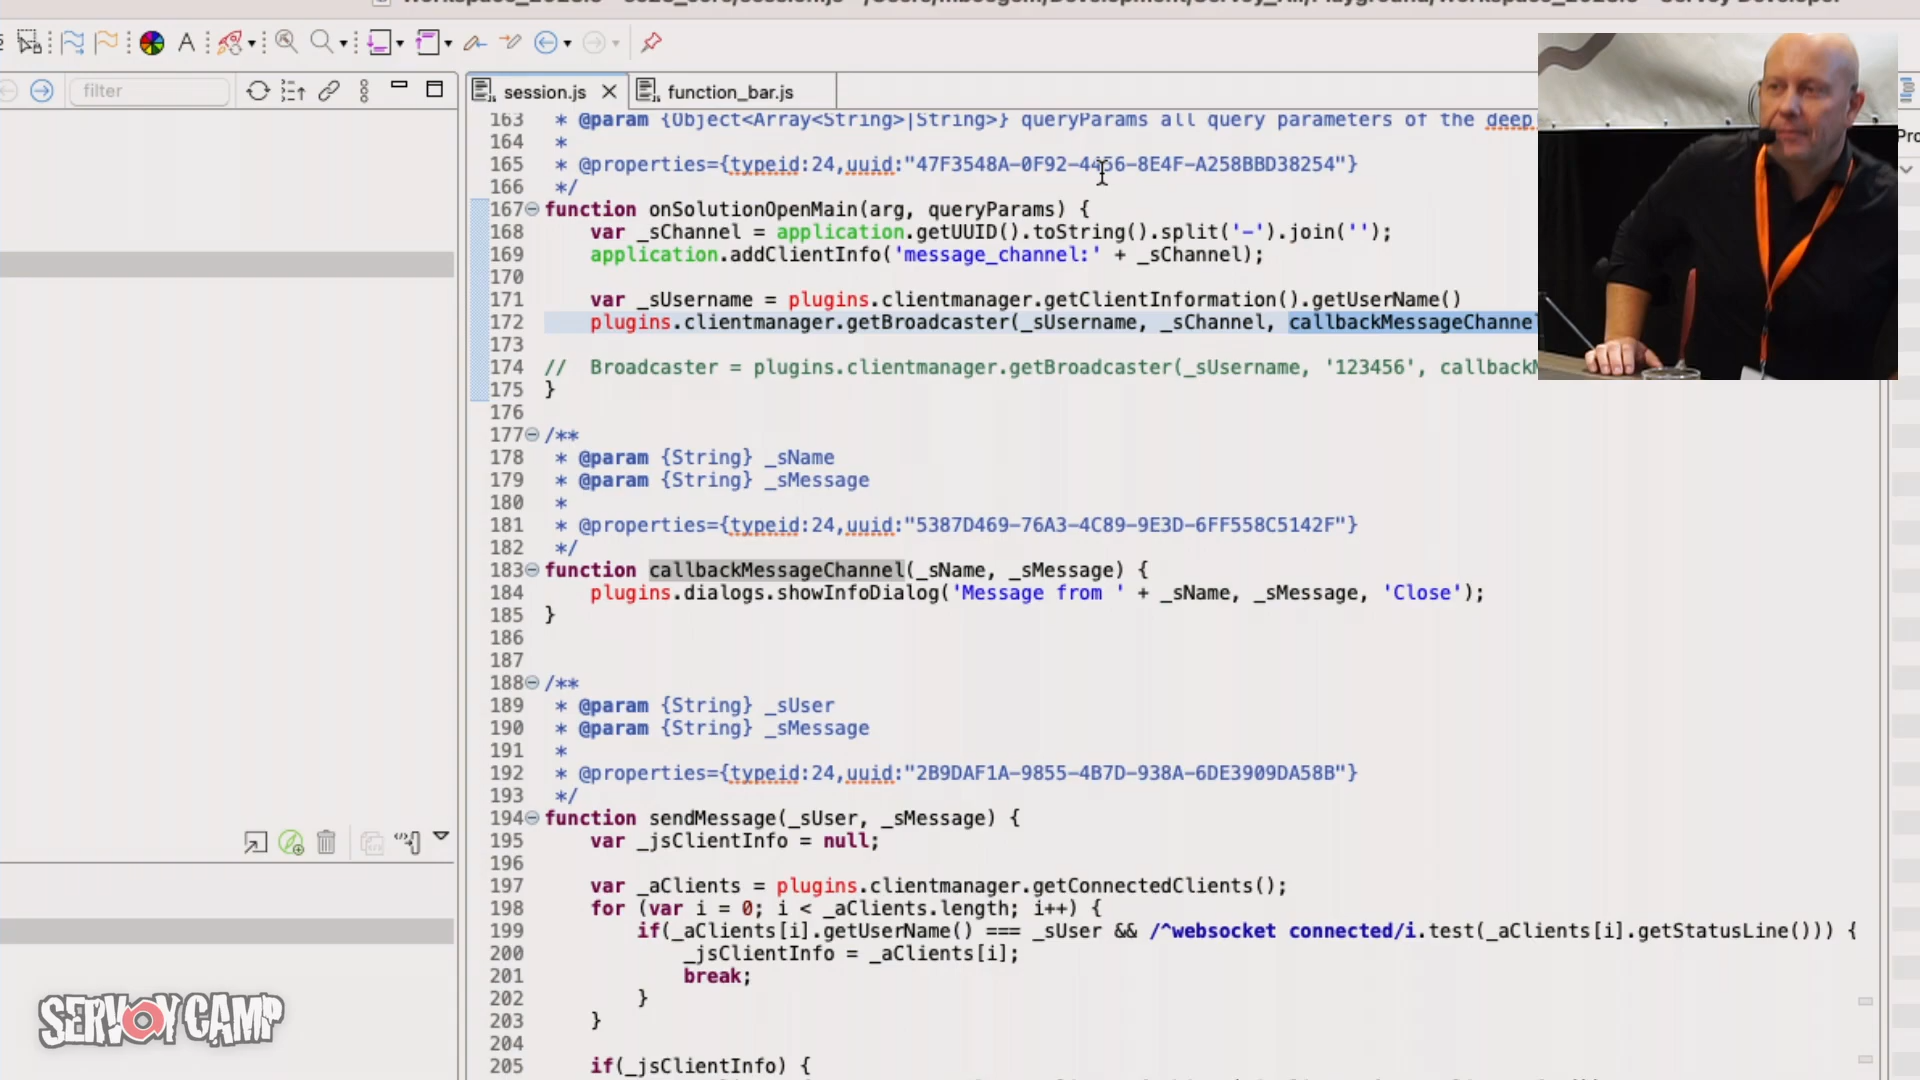 filter
session.js
function_bar.js
163 * @param {Object<Array<String>|String>} queryParams all query parameters of the deep
164 *
165 * @properties={typeid:24,uuid:"47F3548A-0F92-4456-8E4F-A258BBD38254"}
166 */
167 function onSolutionOpenMain(arg, queryParams) {
168 var _sChannel = application.getUUID().toString().split('-').join('');
169 application.addClientInfo('message_channel:' + _sChannel);
170
171 var _sUsername = plugins.clientmanager.getClientInformation().getUserName()
172 plugins.clientmanager.getBroadcaster(_sUsername, _sChannel, callbackMessageChannel
173
174 // Broadcaster = plugins.clientmanager.getBroadcaster(_sUsername, '123456', callback
175 }
176
177 /**
178 * @param {String} _sName
179 * @param {String} _sMessage
180 *
181 * @properties={typeid:24,uuid:"5387D469-76A3-4C89-9E3D-6FF558C5142F"}
182 */
183 function callbackMessageChannel(_sName, _sMessage) {
184 plugins.dialogs.showInfoDialog('Message from ' + _sName, _sMessage, 'Close');
185 }
186
187
188 /**
189 * @param {String} _sUser
190 * @param {String} _sMessage
191 *
192 * @properties={typeid:24,uuid:"2B9DAF1A-9855-4B7D-938A-6DE3909DA58B"}
193 */
194 function sendMessage(_sUser, _sMessage) {
195 var _jsClientInfo = null;
196
197 var _aClients = plugins.clientmanager.getConnectedClients();
198 for (var i = 0; i < _aClients.length; i++) {
199 if(_aClients[i].getUserName() === _sUser && /^websocket connected/i.test(_aClients[i].getStatusLine())) {
200 _jsClientInfo = _aClients[i];
201 break;
202 }
203 }
204
205 if(_jsClientInfo) {
SERVOY CAMP